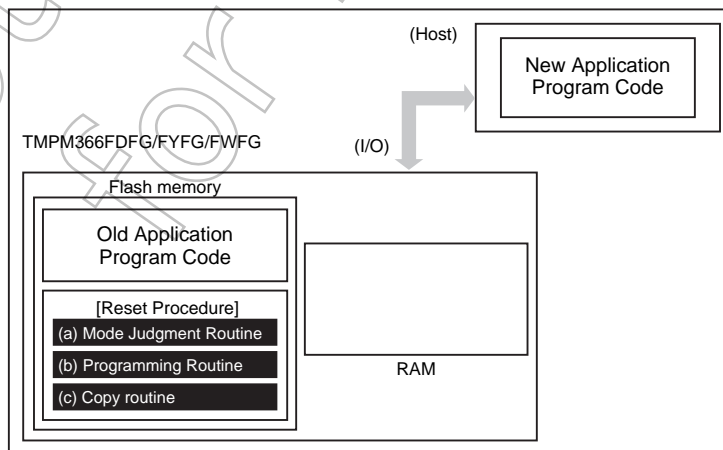 (Host)
New Application
Program Code
TMPM366FDFG/FYFG/FWFG
(I/O)
Flash memory
Old Application
Program Code
[Reset Procedure]
(a) Mode Judgment Routine
(b) Programming Routine
(c) Copy routine
RAM
for